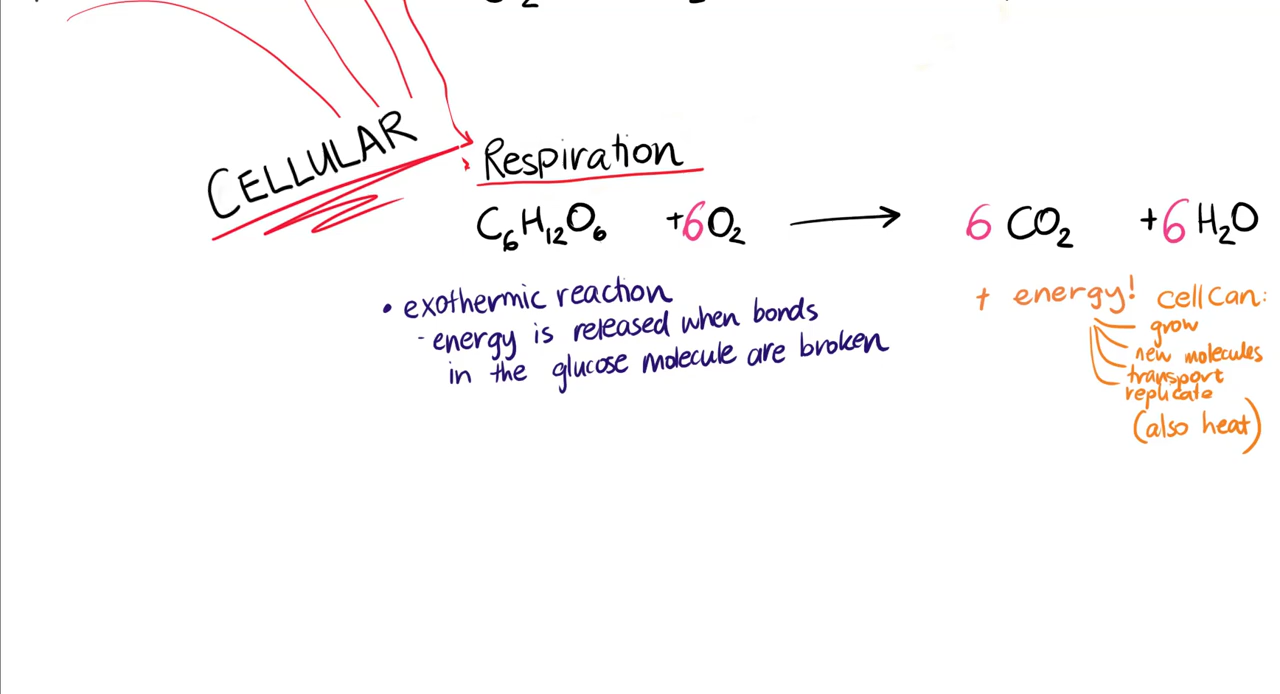 CELLULAR
Respiration
C6H12O6 +6O2 → 6 CO2 +6 H2O
• exothermic reaction
- energy is released when bonds
in the glucose molecule are broken
+ energy! cell can:
grow
new molecules
transport
replicate
(also heat)